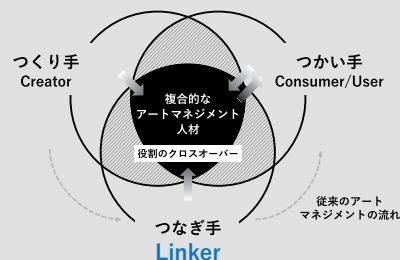 つくり手
Creator
つかい手
Consumer/User
複合的な
アートマネジメント
人材
役割のクロスオーバー
つなぎ手
Linker
従来のアート
マネジメントの流れ